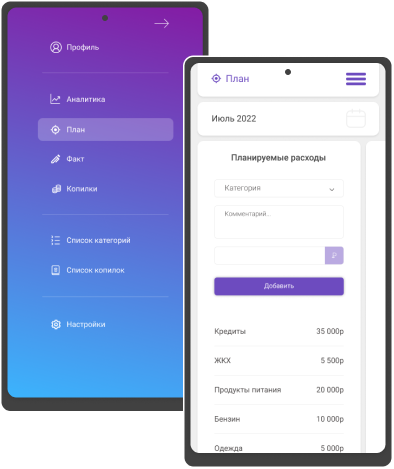 Профиль
Аналитика
План
Факт
Копилки
Список категорий
Список копилок
Настройки
План
Июль 2022
Планируемые расходы
Категория
Комментарий..
₽
Добавить
Кредиты 35 000р
ЖКХ 5 500р
Продукты питания 20 000р
Бензин 10 000р
Одежда 5 000р